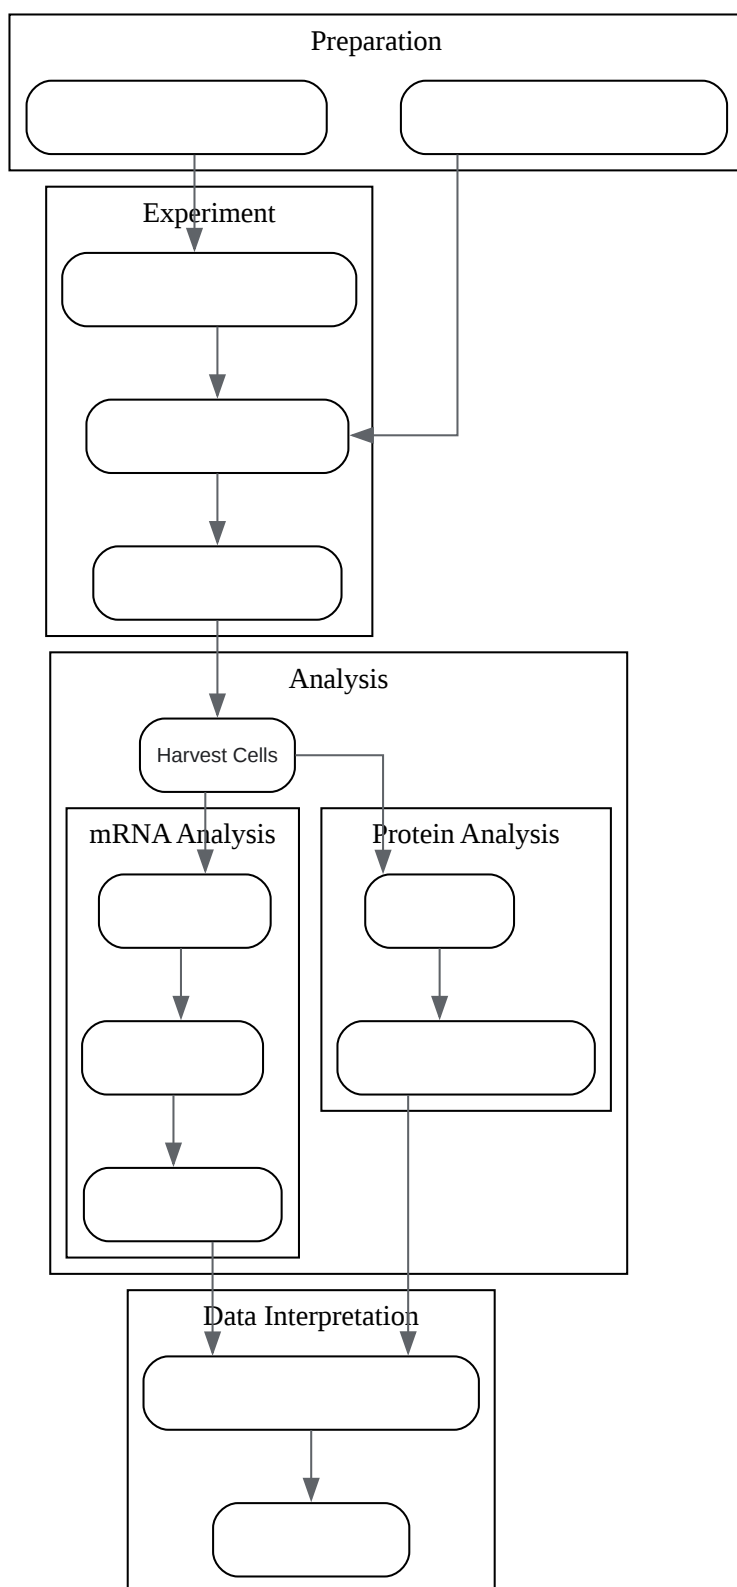 Preparation
Experiment
Analysis
Harvest Cells
mRNA Analysis
Protein Analysis
Data Interpretation